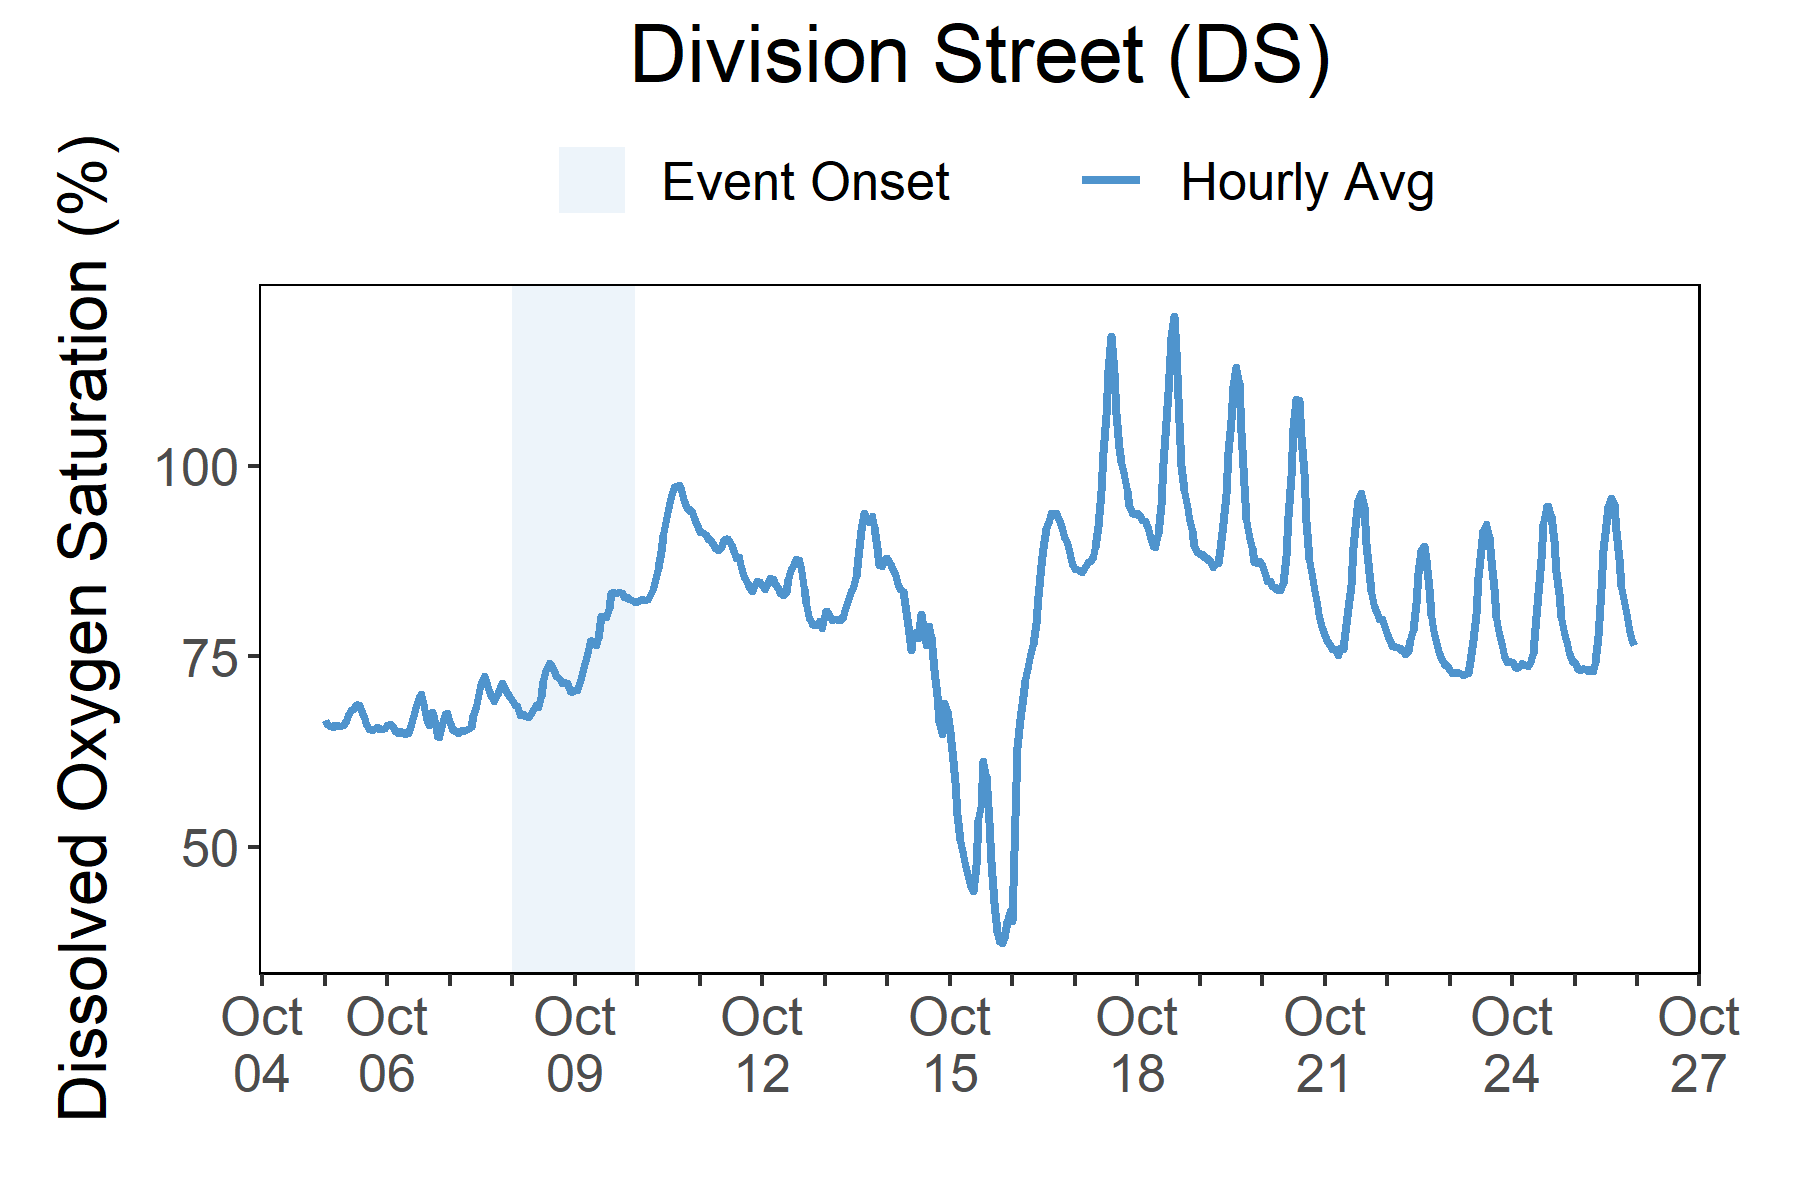 Division Street (DS)
Event Onset
Hourly Avg
Dissolved Oxygen Saturation (%)
100
75
50
Oct
04
Oct
06
Oct
09
Oct
12
Oct
15
Oct
18
Oct
21
Oct
24
Oct
27